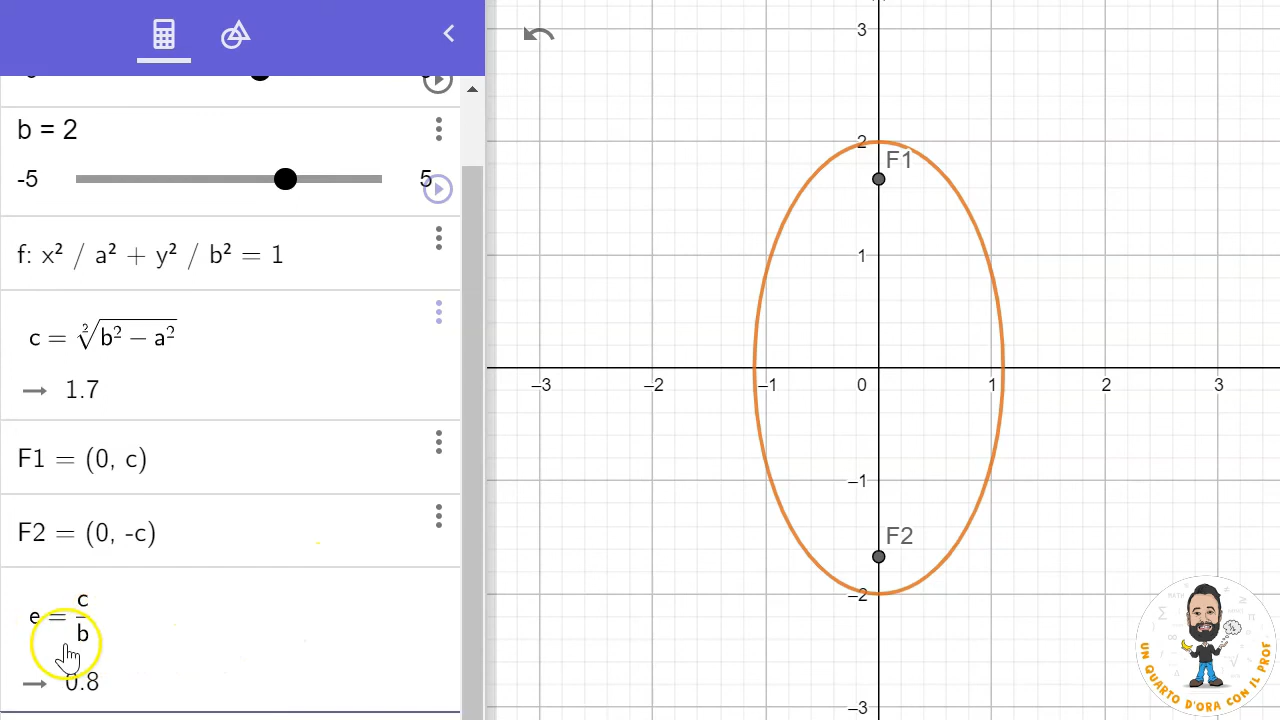 b = 2
-5
5
f: x² / a² + y² / b² = 1
c = √[2]{b² − a²}
→ 1.7
F1 = (0, c)
F2 = (0, -c)
e = c/b
→ 0.8
3
2
F1
1
−3 −2 −1 0 1 2 3
−1
F2
−2
−3
UN QUARTO D'ORA CON IL PROF